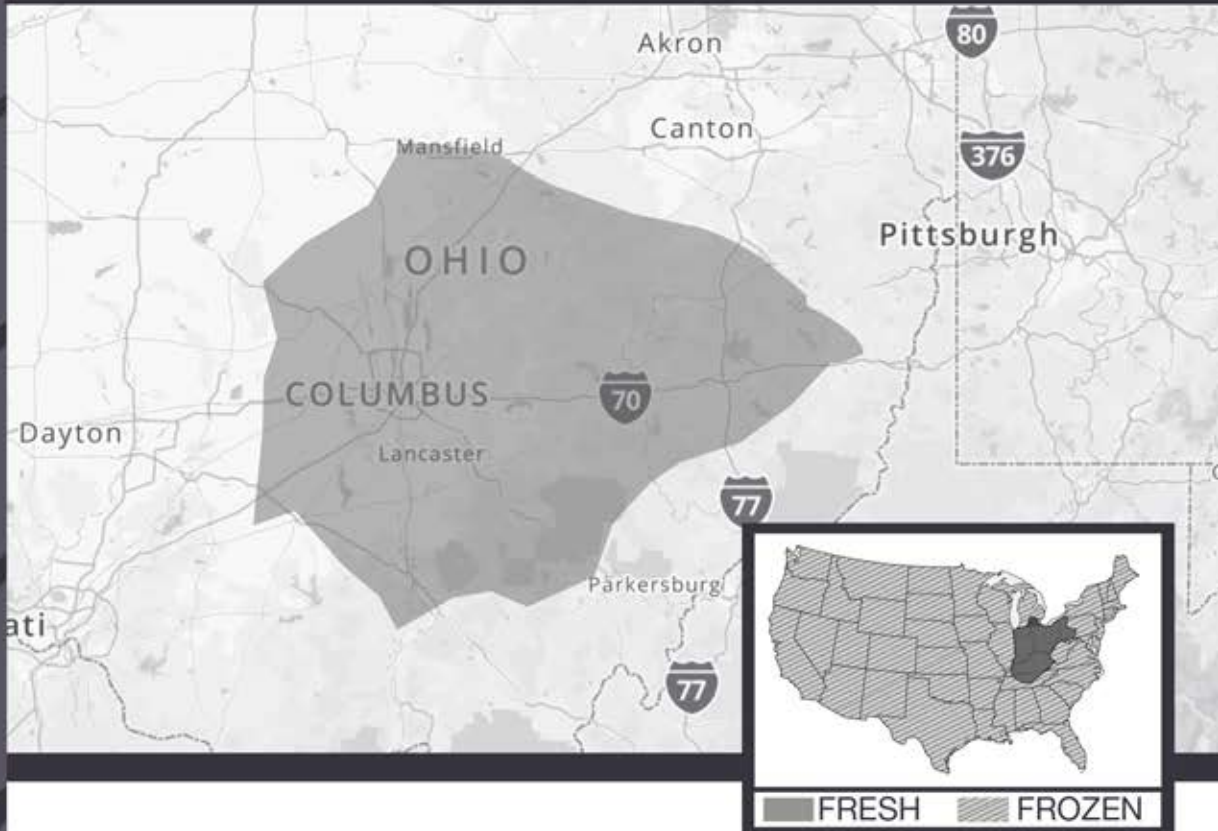 80
Akron
Canton
Mansfield
376
Pittsburgh
OHIO
COLUMBUS
70
Dayton
Lancaster
77
Parkersburg
ati
77
FRESH
FROZEN